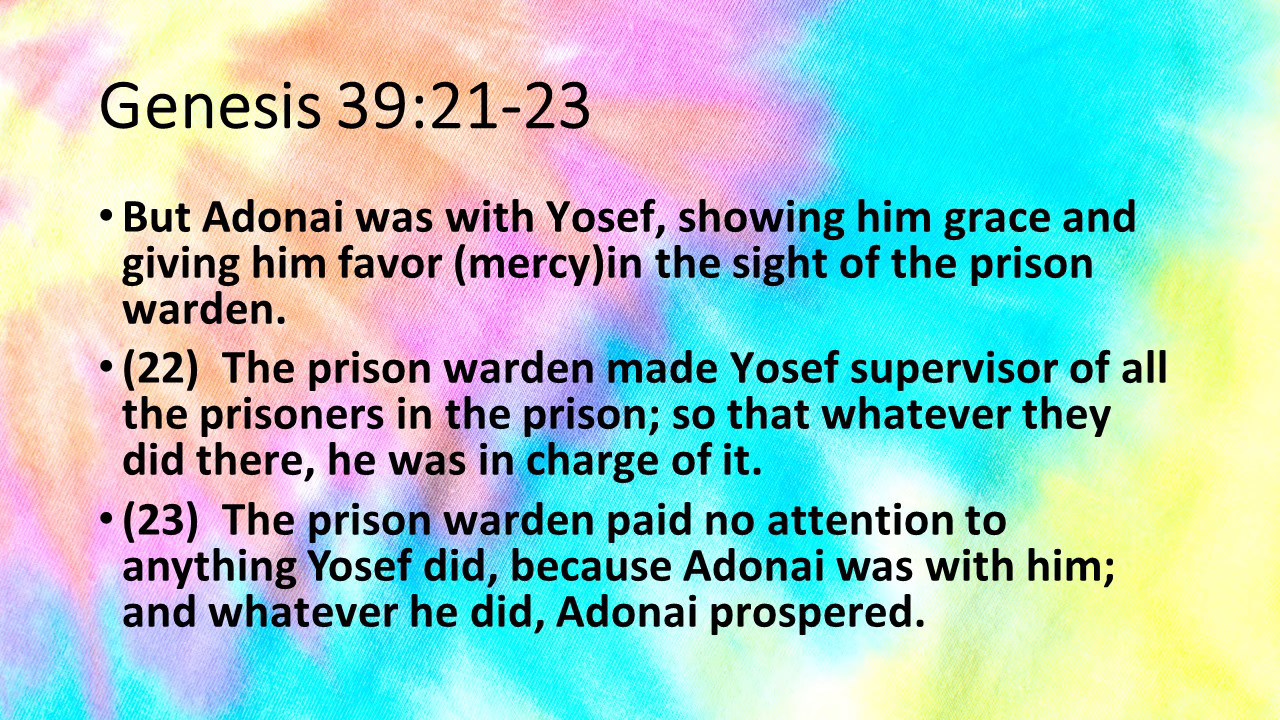 Genesis 39:21-23
• But Adonai was with Yosef, showing him grace and
giving him favor (mercy)in the sight of the prison
warden.
• (22)  The prison warden made Yosef supervisor of all
the prisoners in the prison; so that whatever they
did there, he was in charge of it.
• (23)  The prison warden paid no attention to
anything Yosef did, because Adonai was with him;
and whatever he did, Adonai prospered.